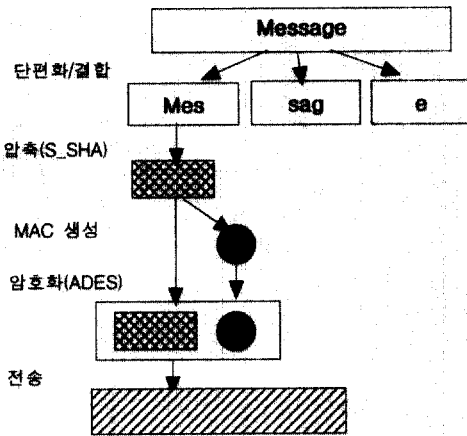 Message
단편화/결합
Mes
sag
e
압축(S_SHA)
MAC 생성
암호화(ADES)
전송